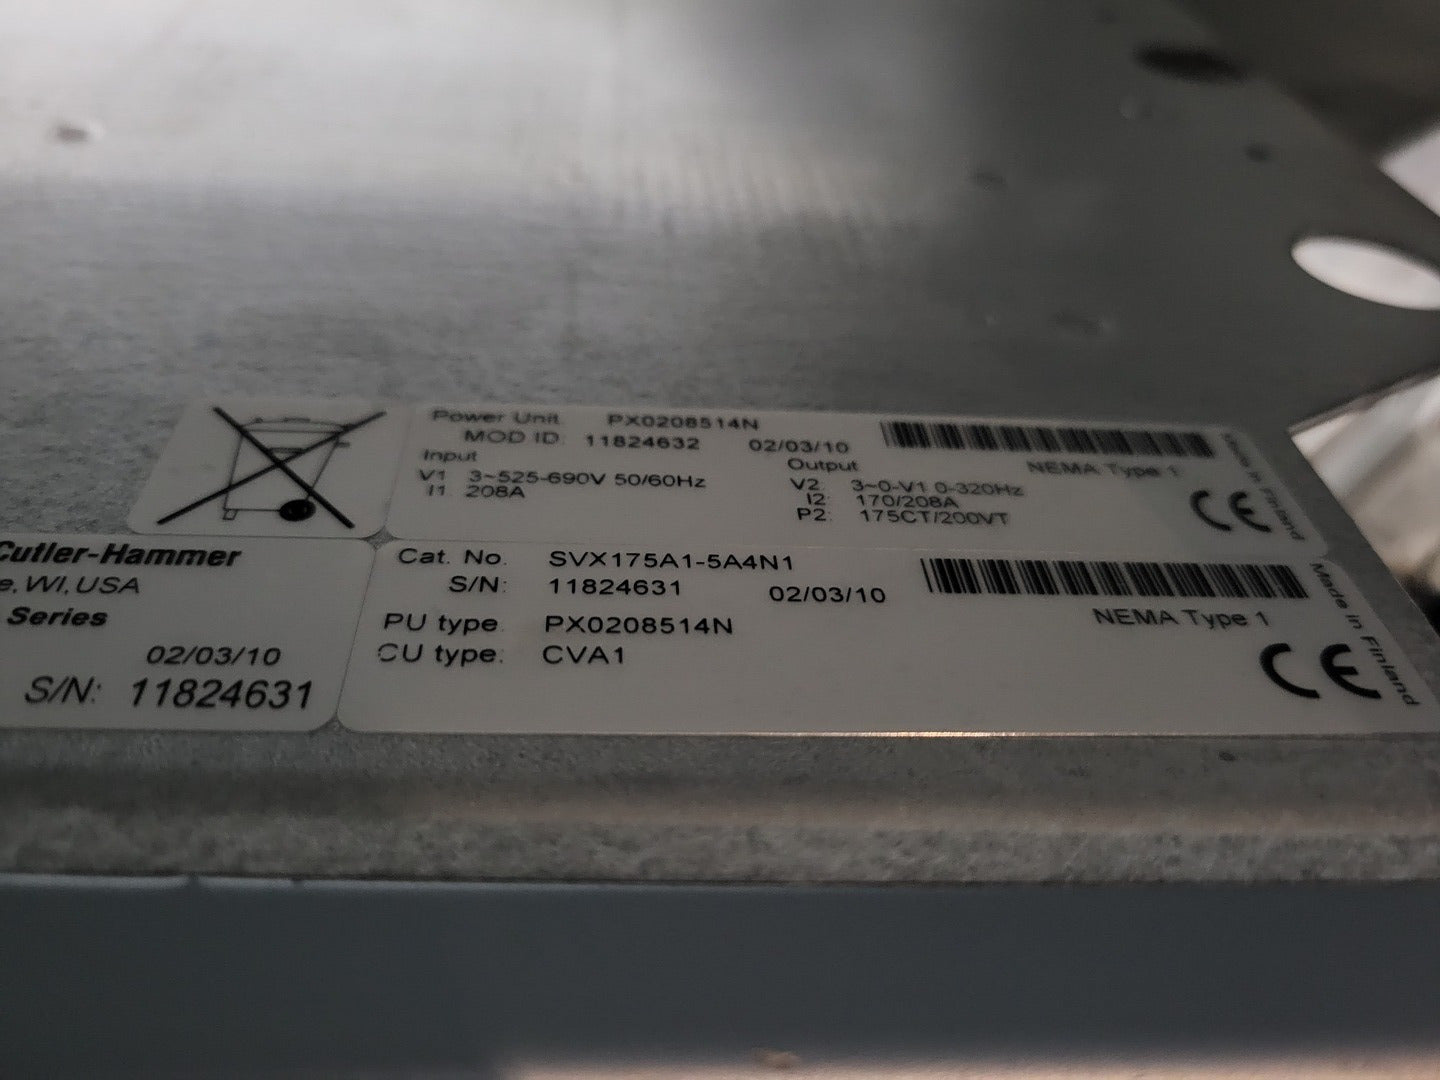 Power Unit PX0208514N
MOD ID: 11824632 02/03/10
NEMA Type 1
Input
V1 3~525-690V 50/60Hz
I1. 208A
Output
V2. 3~0-V1 0-320Hz
I2: 170/208A
P2: 175CT/200VT
CE
Made in Finland
Cutler-Hammer
WI, USA
Series
02/03/10
S/N: 11824631
Cat. No. SVX175A1-5A4N1
S/N: 11824631 02/03/10
NEMA Type 1
PU type. PX0208514N
CU type: CVA1
CE
Made in Finland